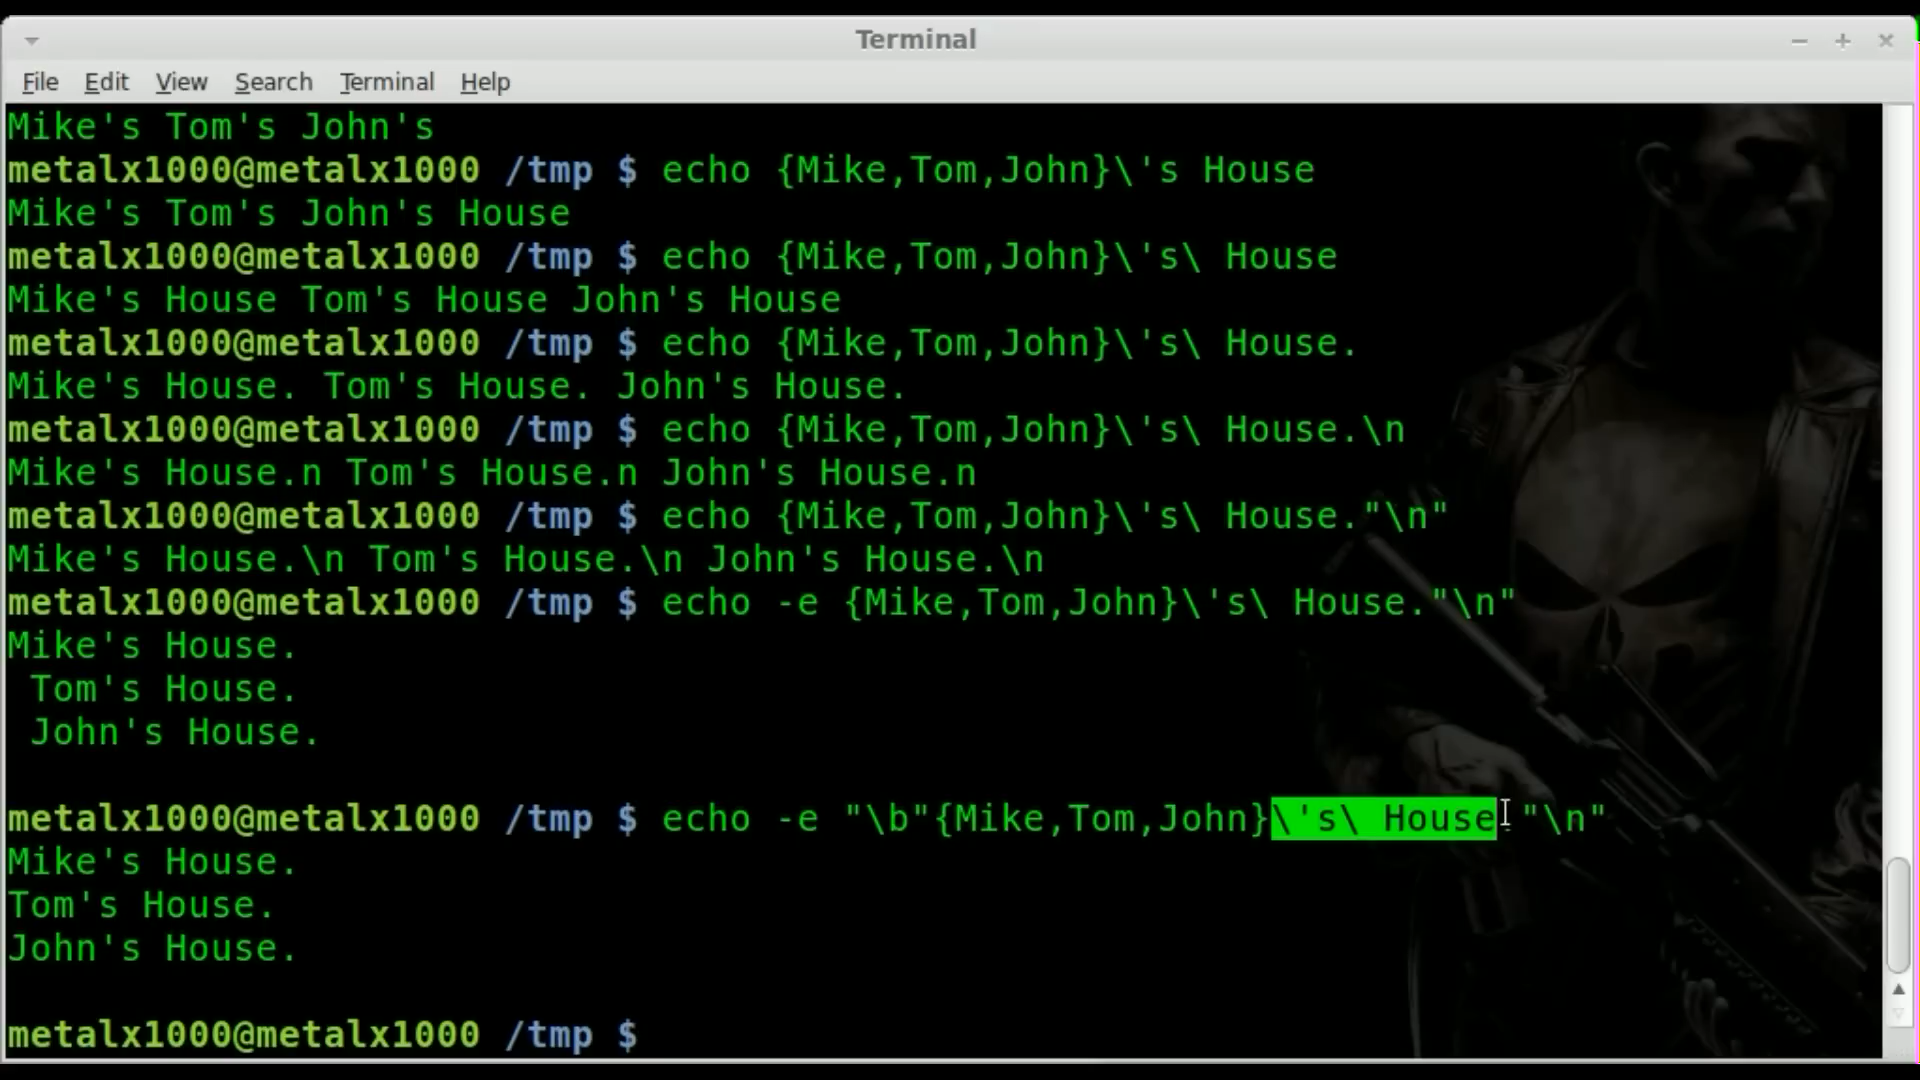 Terminal
File Edit View Search Terminal Help
Mike's Tom's John's
metalx1000@metalx1000 /tmp $ echo {Mike,Tom,John}\'s House
Mike's Tom's John's House
metalx1000@metalx1000 /tmp $ echo {Mike,Tom,John}\'s\ House
Mike's House Tom's House John's House
metalx1000@metalx1000 /tmp $ echo {Mike,Tom,John}\'s\ House.
Mike's House. Tom's House. John's House.
metalx1000@metalx1000 /tmp $ echo {Mike,Tom,John}\'s\ House.\n
Mike's House.n Tom's House.n John's House.n
metalx1000@metalx1000 /tmp $ echo {Mike,Tom,John}\'s\ House."\n"
Mike's House.\n Tom's House.\n John's House.\n
metalx1000@metalx1000 /tmp $ echo -e {Mike,Tom,John}\'s\ House."\n"
Mike's House.
 Tom's House.
 John's House.
metalx1000@metalx1000 /tmp $ echo -e "\b"{Mike,Tom,John}\'s\ House."\n"
Mike's House.
Tom's House.
John's House.
metalx1000@metalx1000 /tmp $